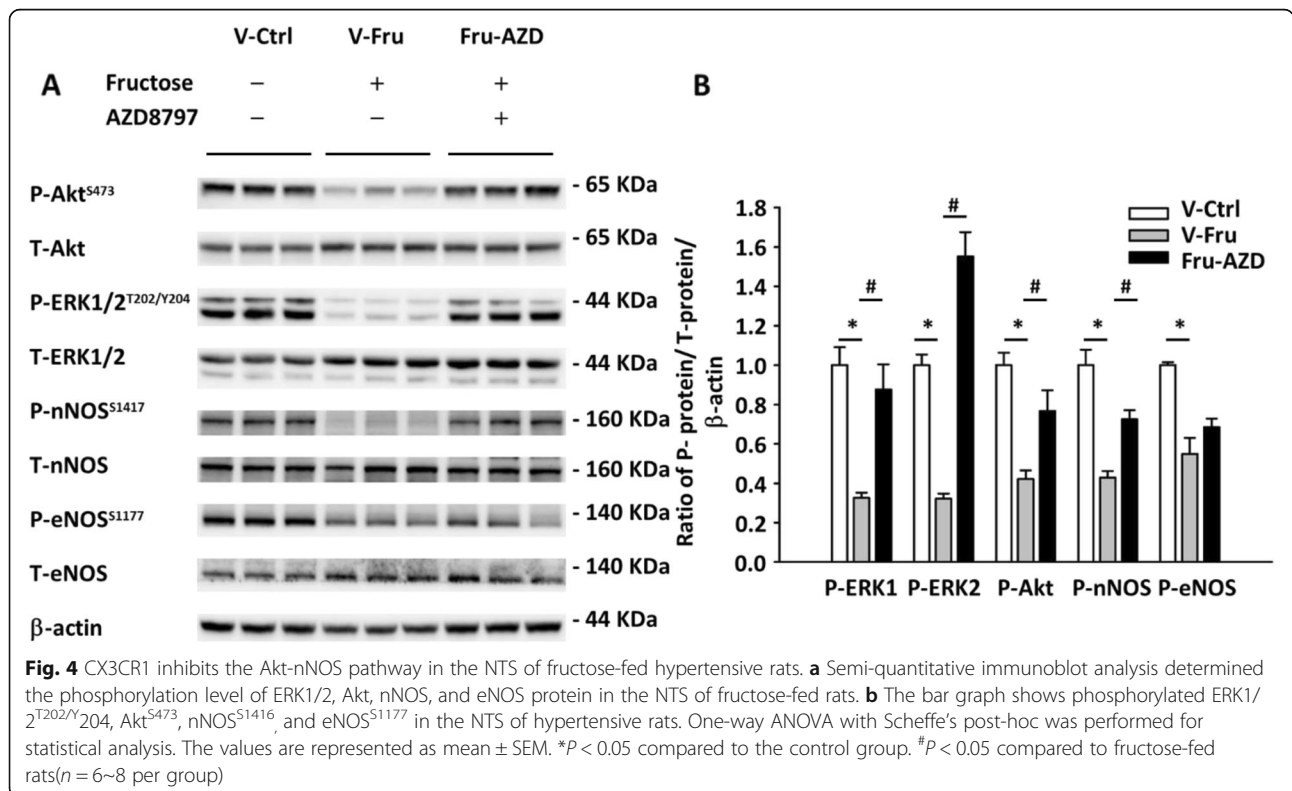 V-Ctrl V-Fru Fru-AZD
A Fructose − + +
AZD8797 − − +
P-Akt^S473 - 65 KDa
T-Akt - 65 KDa
P-ERK1/2^T202/Y204 - 44 KDa
T-ERK1/2 - 44 KDa
P-nNOS^S1417 - 160 KDa
T-nNOS - 160 KDa
P-eNOS^S1177 - 140 KDa
T-eNOS - 140 KDa
β-actin - 44 KDa
B
Ratio of P- protein/ T-protein/
β-actin
1.8
1.6
1.4
1.2
1.0
0.8
0.6
0.4
0.2
0.0
V-Ctrl
V-Fru
Fru-AZD
* # * # * # * # *
P-ERK1 P-ERK2 P-Akt P-nNOS P-eNOS
Fig. 4 CX3CR1 inhibits the Akt-nNOS pathway in the NTS of fructose-fed hypertensive rats. a Semi-quantitative immunoblot analysis determined
the phosphorylation level of ERK1/2, Akt, nNOS, and eNOS protein in the NTS of fructose-fed rats. b The bar graph shows phosphorylated ERK1/
2^T202/Y204, Akt^S473, nNOS^S1416, and eNOS^S1177 in the NTS of hypertensive rats. One-way ANOVA with Scheffe's post-hoc was performed for
statistical analysis. The values are represented as mean ± SEM. *P < 0.05 compared to the control group. #P < 0.05 compared to fructose-fed
rats(n = 6~8 per group)